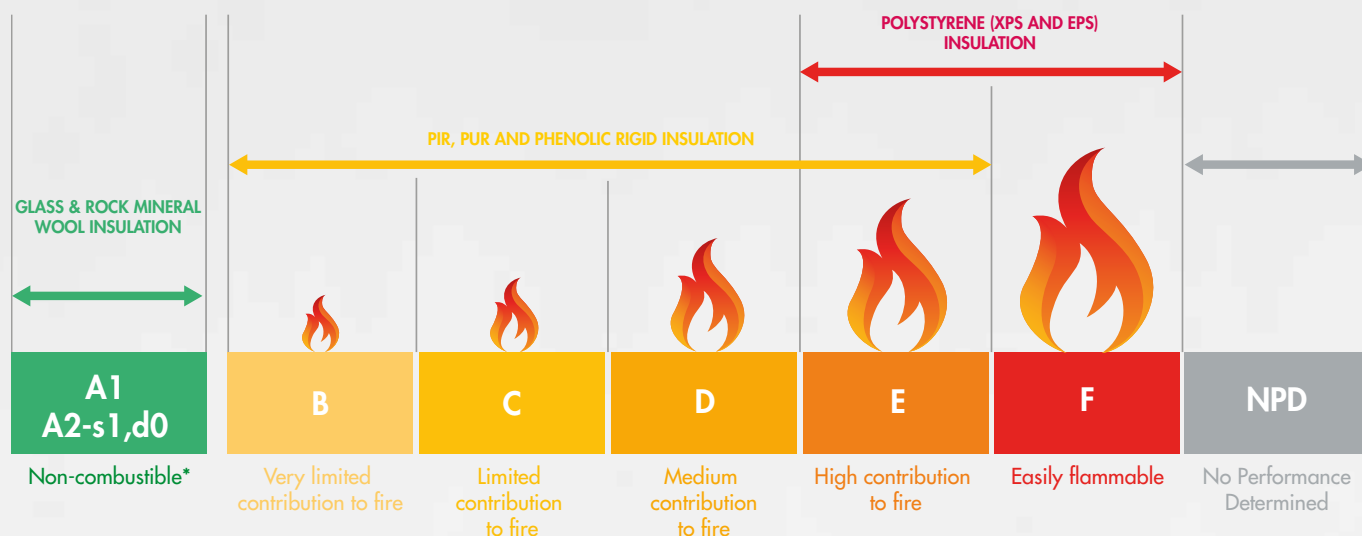 POLYSTYRENE (XPS AND EPS)
INSULATION
PIR, PUR AND PHENOLIC RIGID INSULATION
GLASS & ROCK MINERAL
WOOL INSULATION
A1
A2-s1,d0
Non-combustible*
B
Very limited
contribution to fire
C
Limited
contribution
to fire
D
Medium
contribution
to fire
E
High contribution
to fire
F
Easily flammable
NPD
No Performance
Determined